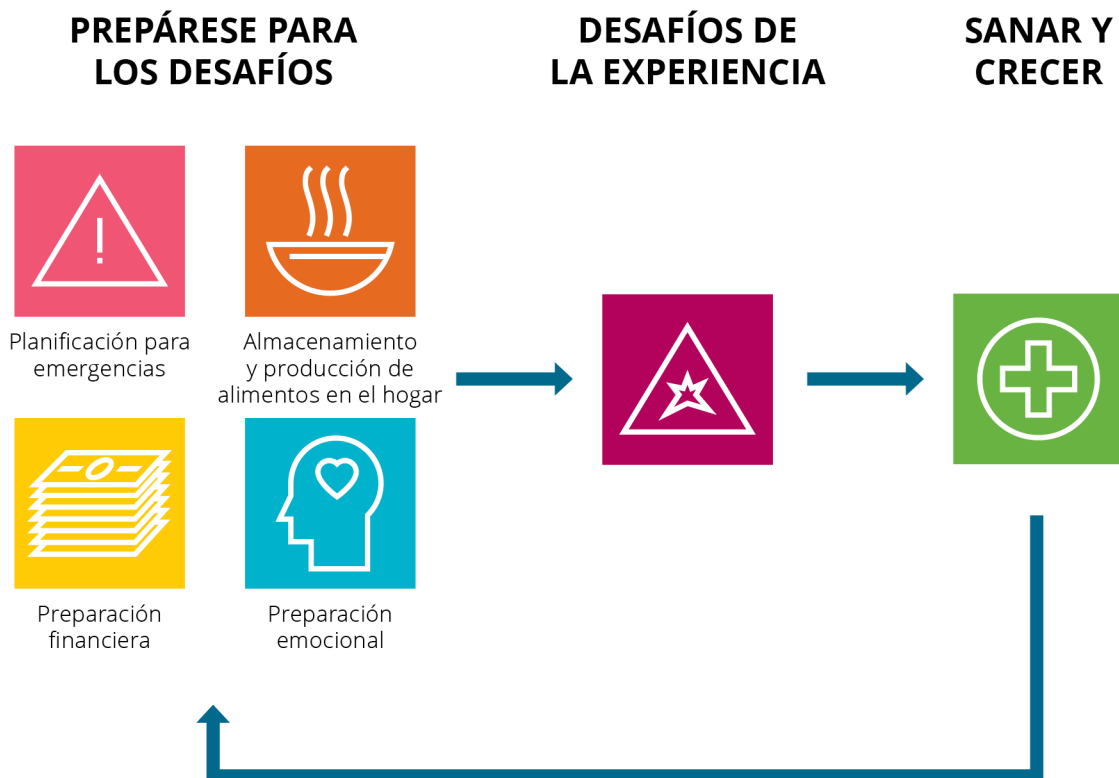 PREPÁRESE PARA
LOS DESAFÍOS
DESAFÍOS DE
LA EXPERIENCIA
SANAR Y
CRECER
Planificación para
emergencias
Almacenamiento
y producción de
alimentos en el hogar
Preparación
financiera
Preparación
emocional